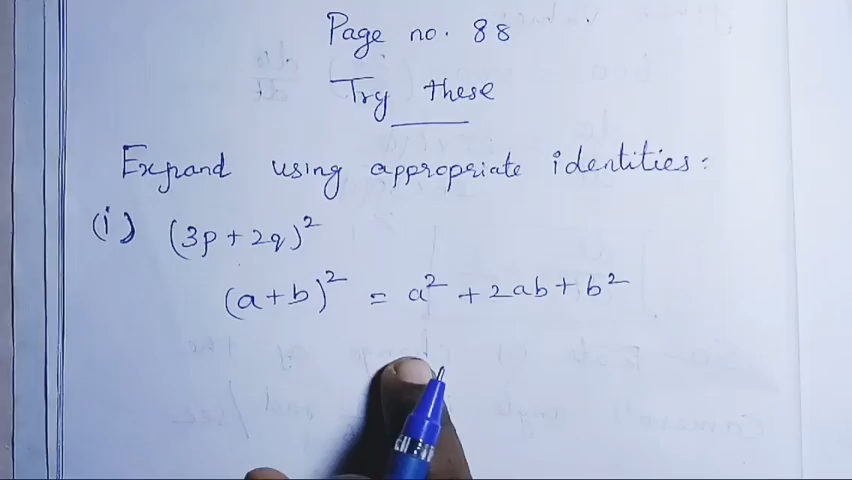 Page no. 88
Try these
Expand using appropriate identities:
(i) (3p+2q)²
(a+b)² = a² + 2ab + b²